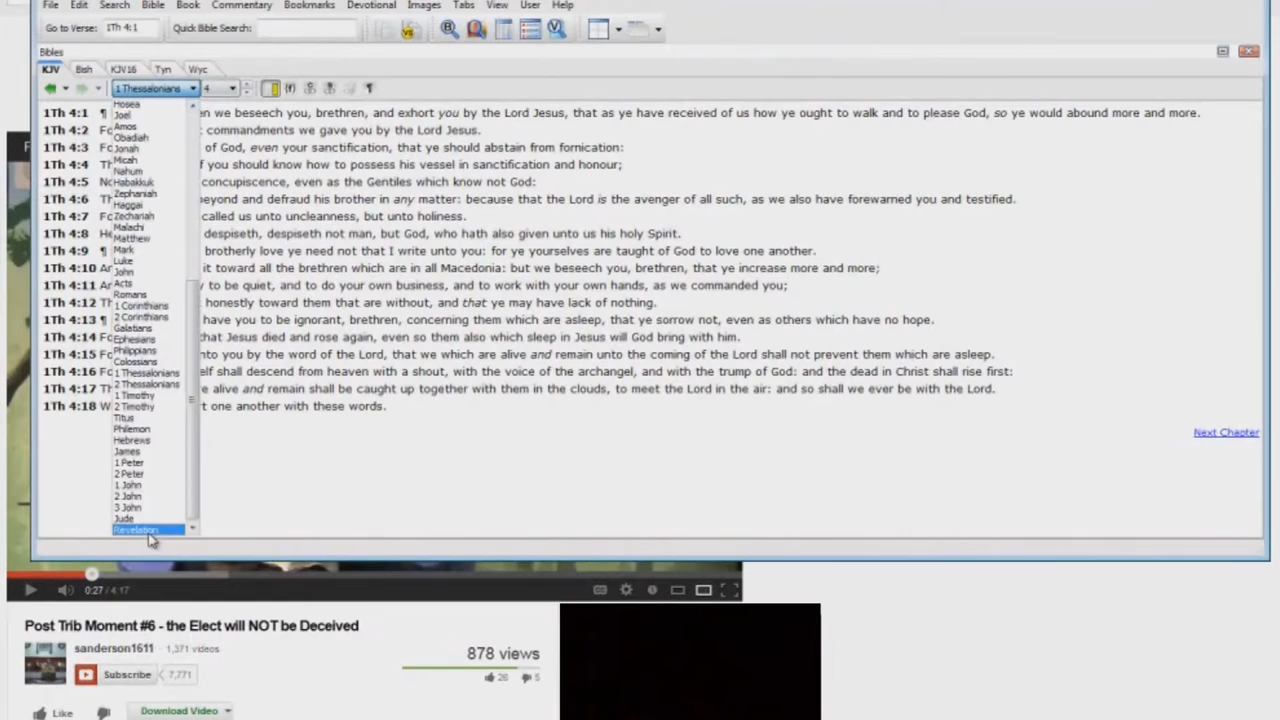 File Edit Search Bible Book Commentary Bookmarks Devotional Images Tabs View User Help
Go to Verse: 1Th 4:1 Quick Bible Search:
Bibles
KJV Bish KJV16 Tyn Wyc
1 Thessalonians 4
1Th 4:1 ¶ en we beseech you, brethren, and exhort you by the Lord Jesus, that as ye have received of us how ye ought to walk and to please God, so ye would abound more and more.
1Th 4:2 Fo t commandments we gave you by the Lord Jesus.
1Th 4:3 Fo of God, even your sanctification, that ye should abstain from fornication:
1Th 4:4 Th f you should know how to possess his vessel in sanctification and honour;
1Th 4:5 No concupiscence, even as the Gentiles which know not God:
1Th 4:6 Th beyond and defraud his brother in any matter: because that the Lord is the avenger of all such, as we also have forewarned you and testified.
1Th 4:7 Fo called us unto uncleanness, but unto holiness.
1Th 4:8 He despiseth, despiseth not man, but God, who hath also given unto us his holy Spirit.
1Th 4:9 ¶ brotherly love ye need not that I write unto you: for ye yourselves are taught of God to love one another.
1Th 4:10 An it toward all the brethren which are in all Macedonia: but we beseech you, brethren, that ye increase more and more;
1Th 4:11 An y to be quiet, and to do your own business, and to work with your own hands, as we commanded you;
1Th 4:12 Th honestly toward them that are without, and that ye may have lack of nothing.
1Th 4:13 ¶ have you to be ignorant, brethren, concerning them which are asleep, that ye sorrow not, even as others which have no hope.
1Th 4:14 Fo that Jesus died and rose again, even so them also which sleep in Jesus will God bring with him.
1Th 4:15 Fo nto you by the word of the Lord, that we which are alive and remain unto the coming of the Lord shall not prevent them which are asleep.
1Th 4:16 Fo elf shall descend from heaven with a shout, with the voice of the archangel, and with the trump of God: and the dead in Christ shall rise first:
1Th 4:17 Th e alive and remain shall be caught up together with them in the clouds, to meet the Lord in the air: and so shall we ever be with the Lord.
1Th 4:18 W rt one another with these words.
Hosea
Joel
Amos
Obadiah
Jonah
Micah
Nahum
Habakkuk
Zephaniah
Haggai
Zechariah
Malachi
Matthew
Mark
Luke
John
Acts
Romans
1 Corinthians
2 Corinthians
Galatians
Ephesians
Philippians
Colossians
1 Thessalonians
2 Thessalonians
1 Timothy
2 Timothy
Titus
Philemon
Hebrews
James
1 Peter
2 Peter
1 John
2 John
3 John
Jude
Revelation
Next Chapter
0:27 / 4:17
Post Trib Moment #6 - the Elect will NOT be Deceived
sanderson1611 1,371 videos
Subscribe 7,771
878 views
26 5
Like Download Video